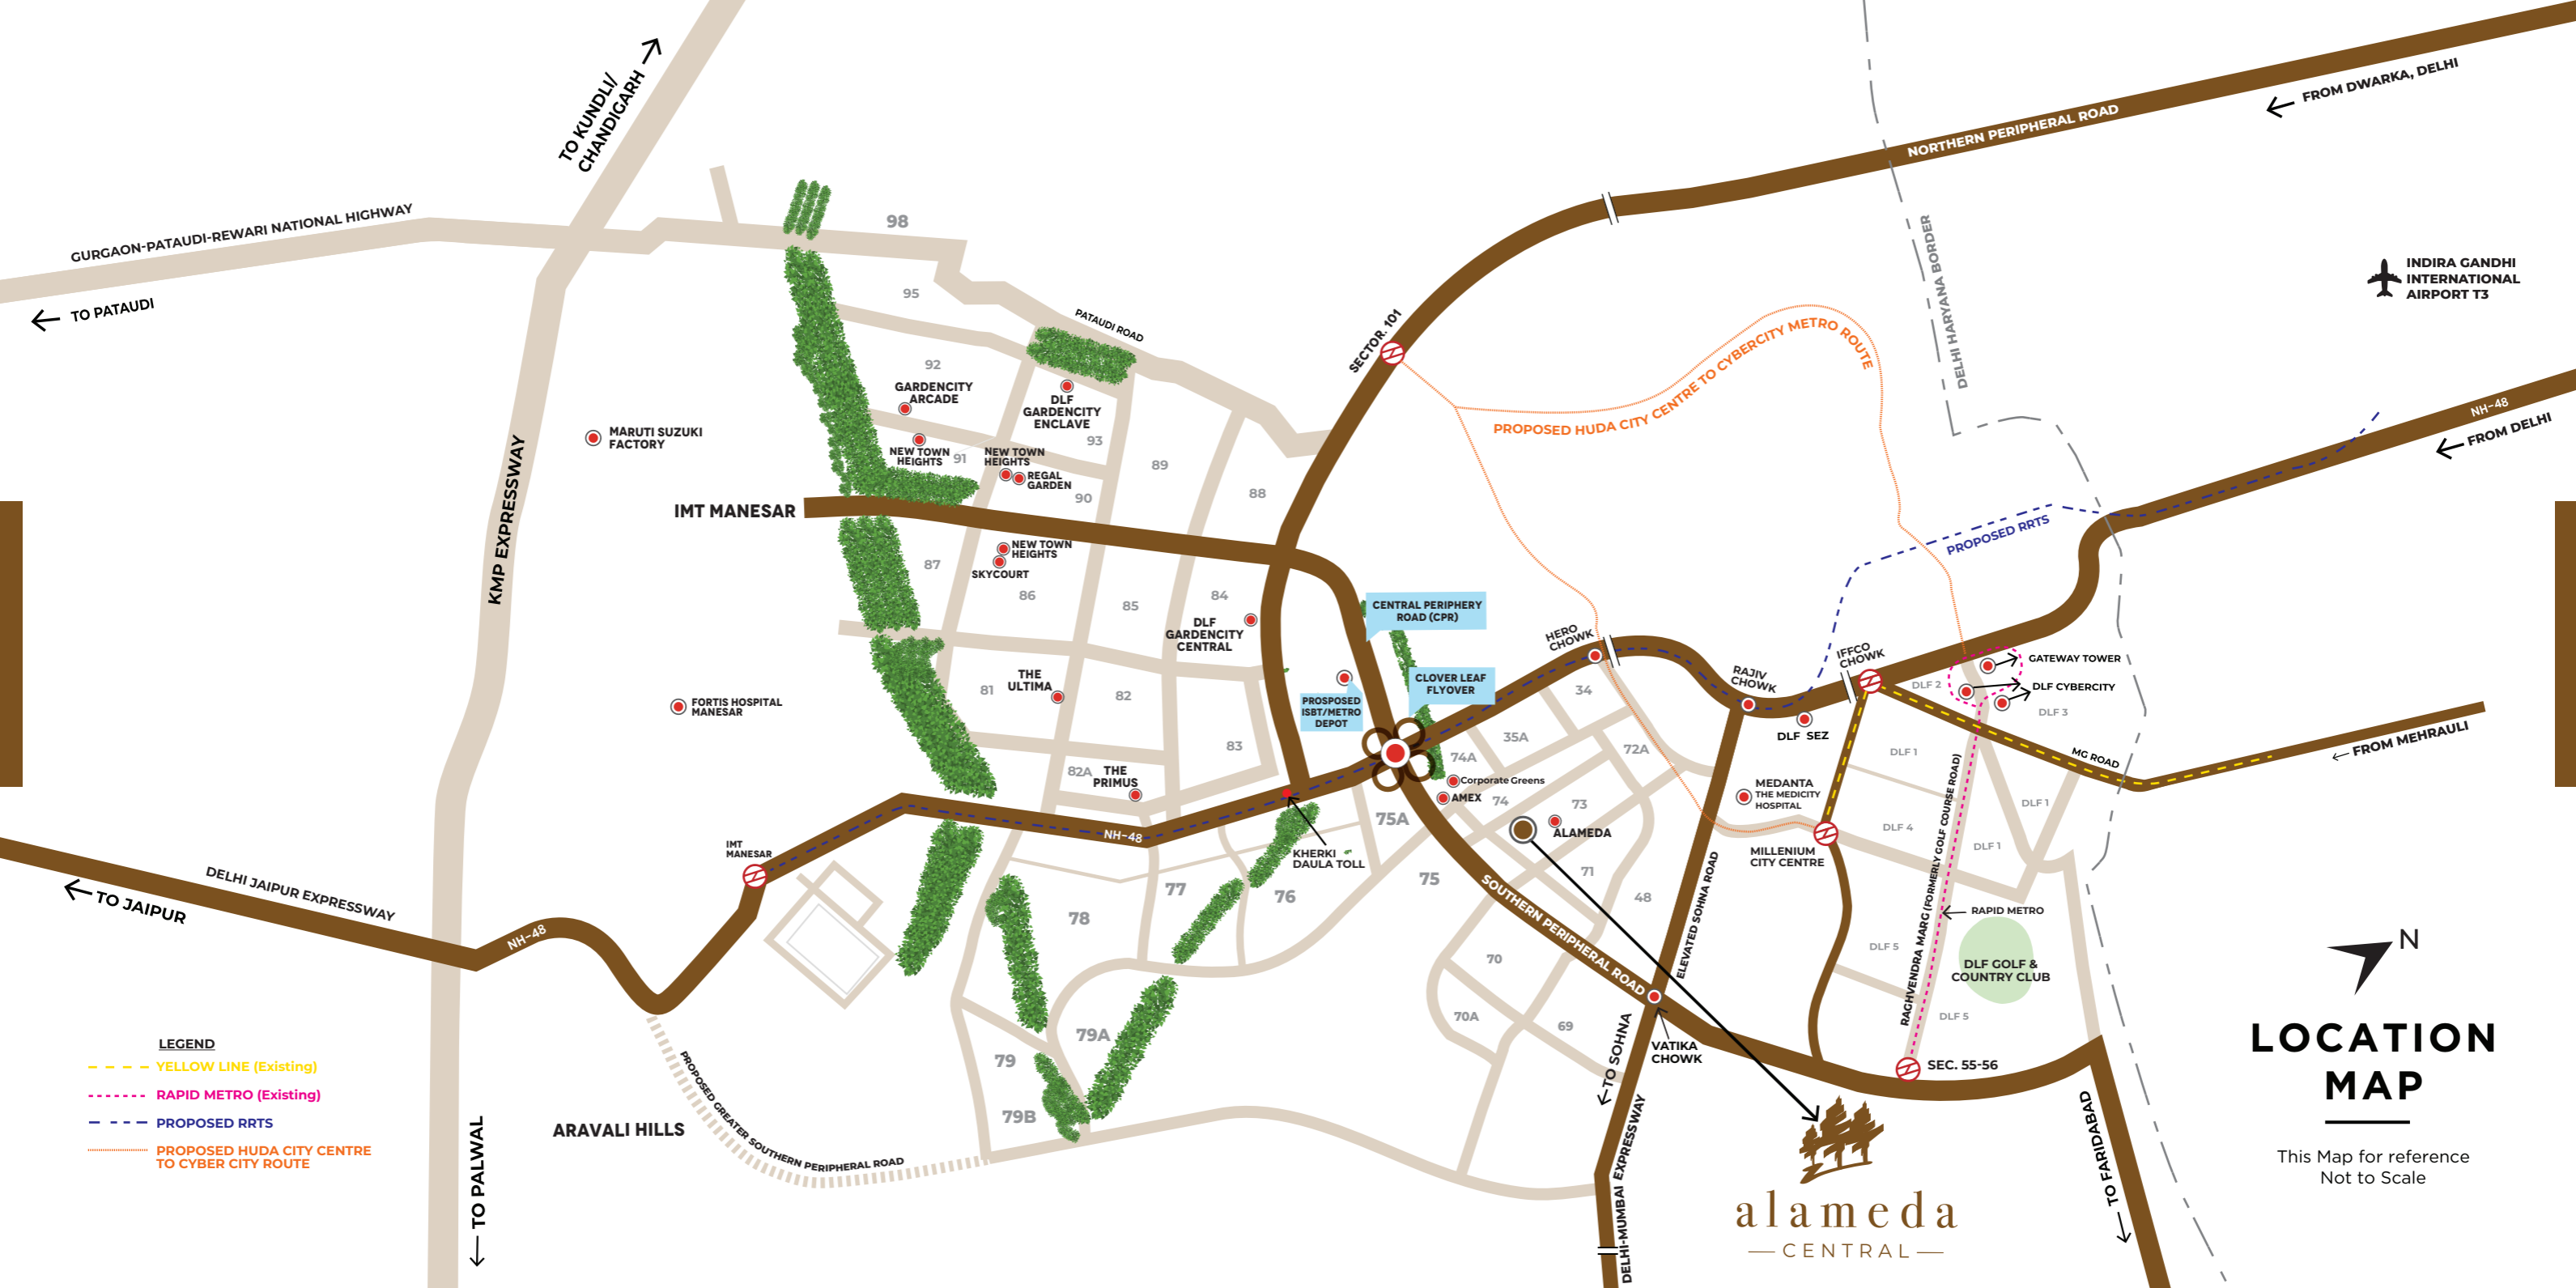 TO KUNDLI/
CHANDIGARH
GURGAON-PATAUDI-REWARI NATIONAL HIGHWAY
TO PATAUDI
KMP EXPRESSWAY
98
95
92
PATAUDI ROAD
GARDENCITY
ARCADE
DLF
GARDENCITY
ENCLAVE
93
MARUTI SUZUKI
FACTORY
NEW TOWN
HEIGHTS
91
NEW TOWN
HEIGHTS
REGAL
GARDEN
90
89
88
IMT MANESAR
NEW TOWN
HEIGHTS
SKYCOURT
87
86
85
84
DLF
GARDENCITY
CENTRAL
FORTIS HOSPITAL
MANESAR
THE
ULTIMA
81
82
83
82A
THE
PRIMUS
SECTOR. 101
NORTHERN PERIPHERAL ROAD
FROM DWARKA, DELHI
DELHI HARYANA BORDER
INDIRA GANDHI
INTERNATIONAL
AIRPORT T3
PROPOSED HUDA CITY CENTRE TO CYBERCITY METRO ROUTE
NH-48
FROM DELHI
PROPOSED RRTS
CENTRAL PERIPHERY
ROAD (CPR)
CLOVER LEAF
FLYOVER
PROSPOSED
ISBT/METRO
DEPOT
HERO
CHOWK
RAJIV
CHOWK
IFFCO
CHOWK
GATEWAY TOWER
DLF CYBERCITY
DLF 2
DLF 3
DLF SEZ
DLF 1
MG ROAD
FROM MEHRAULI
34
35A
72A
74A
Corporate Greens
AMEX
74
73
ALAMEDA
MEDANTA
THE MEDICITY
HOSPITAL
MILLENIUM
CITY CENTRE
DLF 4
DLF 1
DLF 1
DLF 5
DLF 5
RAPID METRO
RAGHVENDRA MARG (FORMERLY GOLF COURSE ROAD)
DLF GOLF &
COUNTRY CLUB
SEC. 55-56
IMT
MANESAR
NH-48
KHERKI
DAULA TOLL
75A
75
71
48
70
70A
69
76
77
78
79A
79
79B
SOUTHERN PERIPHERAL ROAD
ELEVATED SOHNA ROAD
VATIKA
CHOWK
TO SOHNA
DELHI-MUMBAI EXPRESSWAY
TO FARIDABAD
DELHI JAIPUR EXPRESSWAY
TO JAIPUR
NH-48
PROPOSED GREATER SOUTHERN PERIPHERAL ROAD
ARAVALI HILLS
TO PALWAL
LEGEND
YELLOW LINE (Existing)
RAPID METRO (Existing)
PROPOSED RRTS
PROPOSED HUDA CITY CENTRE
TO CYBER CITY ROUTE
alameda
CENTRAL
N
LOCATION
MAP
This Map for reference
Not to Scale